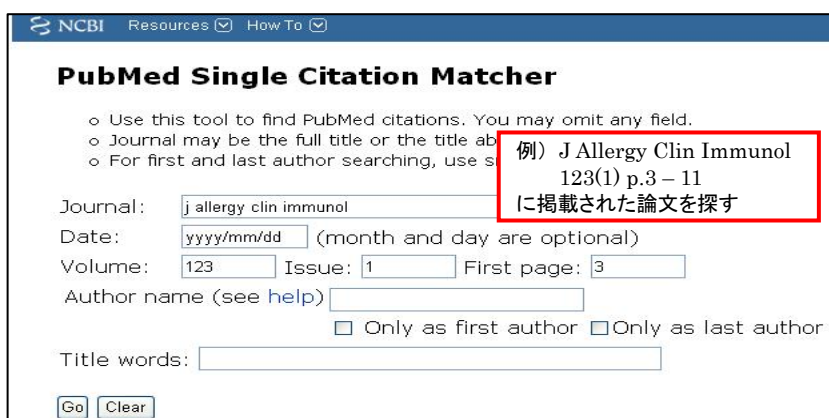 NCBI Resources How To
PubMed Single Citation Matcher
o Use this tool to find PubMed citations. You may omit any field.
o Journal may be the full title or the title
o For first and last author searching, use
例）J Allergy Clin Immunol
123(1) p.3 – 11
に掲載された論文を探す
Journal: j allergy clin immunol
Date: yyyy/mm/dd (month and day are optional)
Volume: 123 Issue: 1 First page: 3
Author name (see help)
Only as first author Only as last author
Title words:
Go Clear